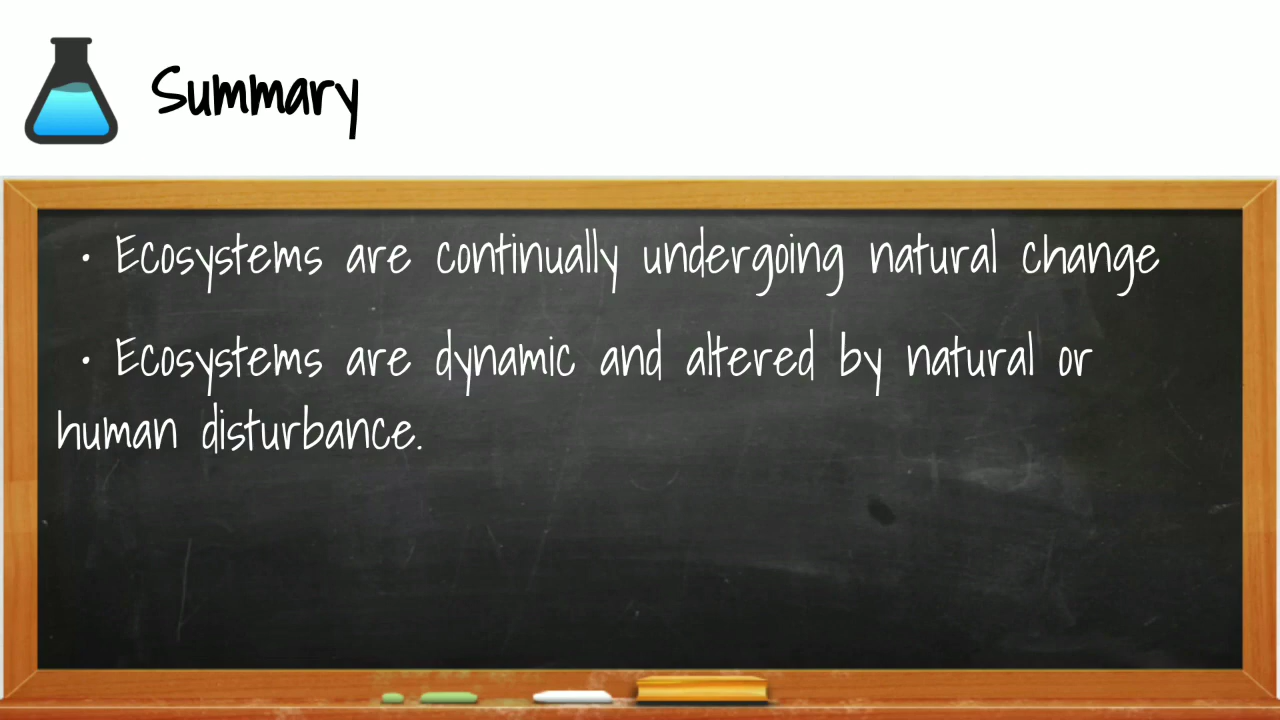 Summary
• Ecosystems are continually undergoing natural change
• Ecosystems are dynamic and altered by natural or
human disturbance.